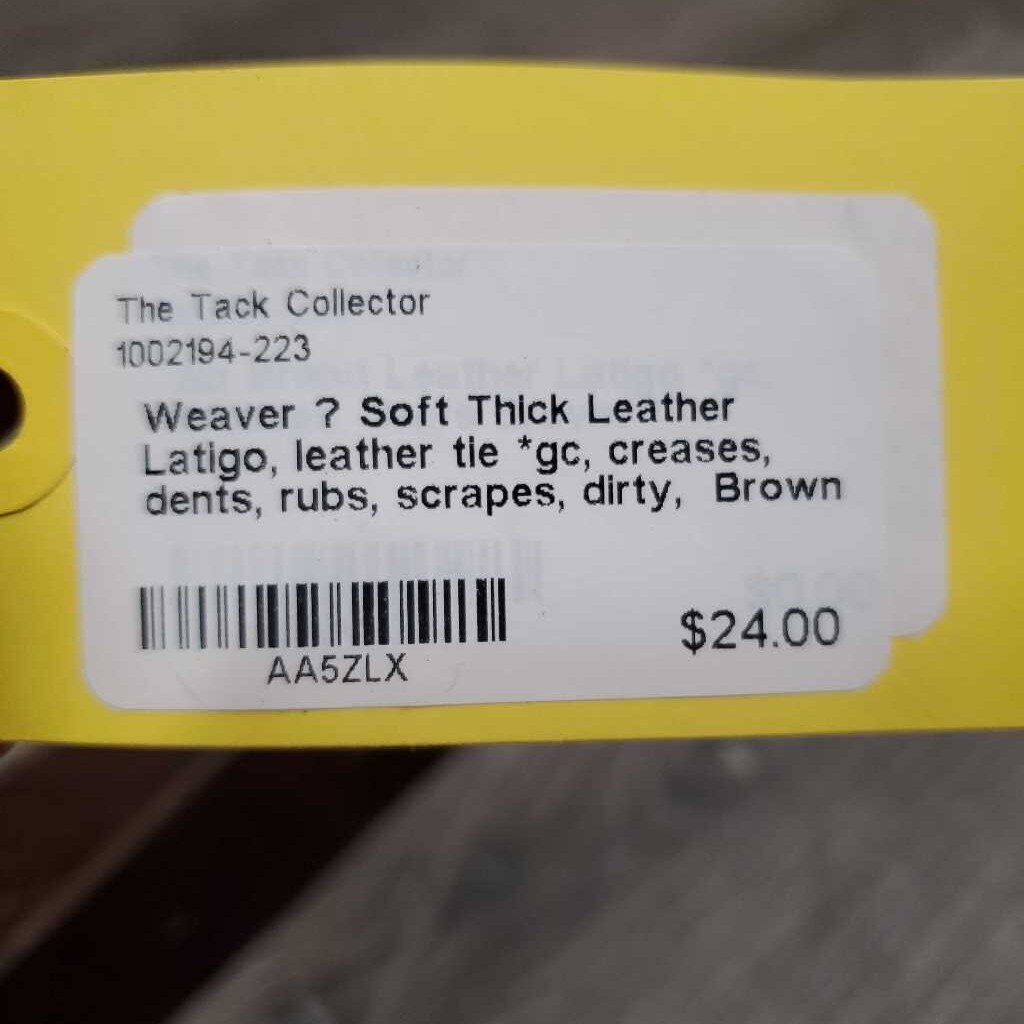 The Tack Collector
1002194-223
Weaver ? Soft Thick Leather
Latigo, leather tie *gc, creases,
dents, rubs, scrapes, dirty, Brown
AA5ZLX
$24.00